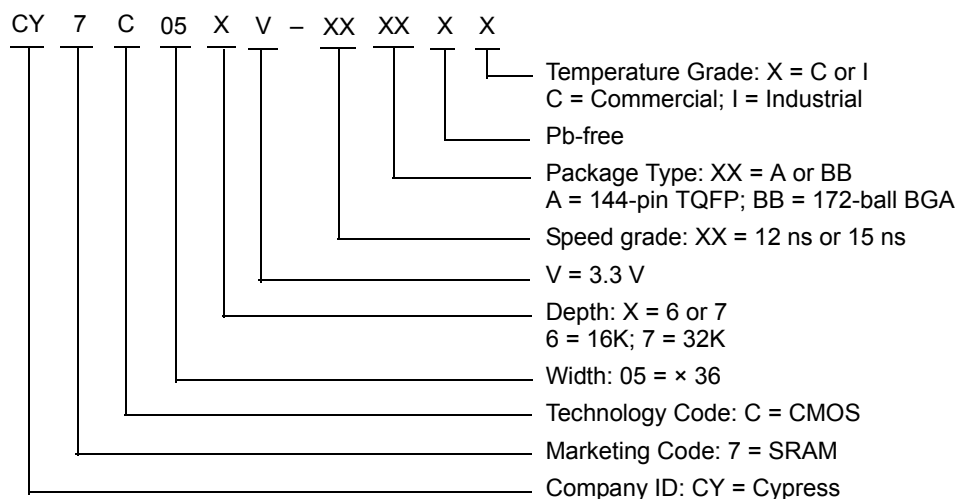 CY 7 C 05 X V – XX XX X X
Temperature Grade: X = C or I
C = Commercial; I = Industrial
Pb-free
Package Type: XX = A or BB
A = 144-pin TQFP; BB = 172-ball BGA
Speed grade: XX = 12 ns or 15 ns
V = 3.3 V
Depth: X = 6 or 7
6 = 16K; 7 = 32K
Width: 05 = × 36
Technology Code: C = CMOS
Marketing Code: 7 = SRAM
Company ID: CY = Cypress